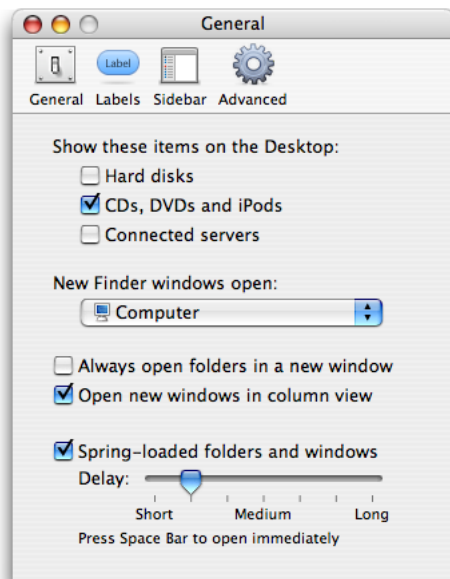 General
Label
General Labels Sidebar Advanced
Show these items on the Desktop:
Hard disks
CDs, DVDs and iPods
Connected servers
New Finder windows open:
Computer
Always open folders in a new window
Open new windows in column view
Spring-loaded folders and windows
Delay:
Short Medium Long
Press Space Bar to open immediately